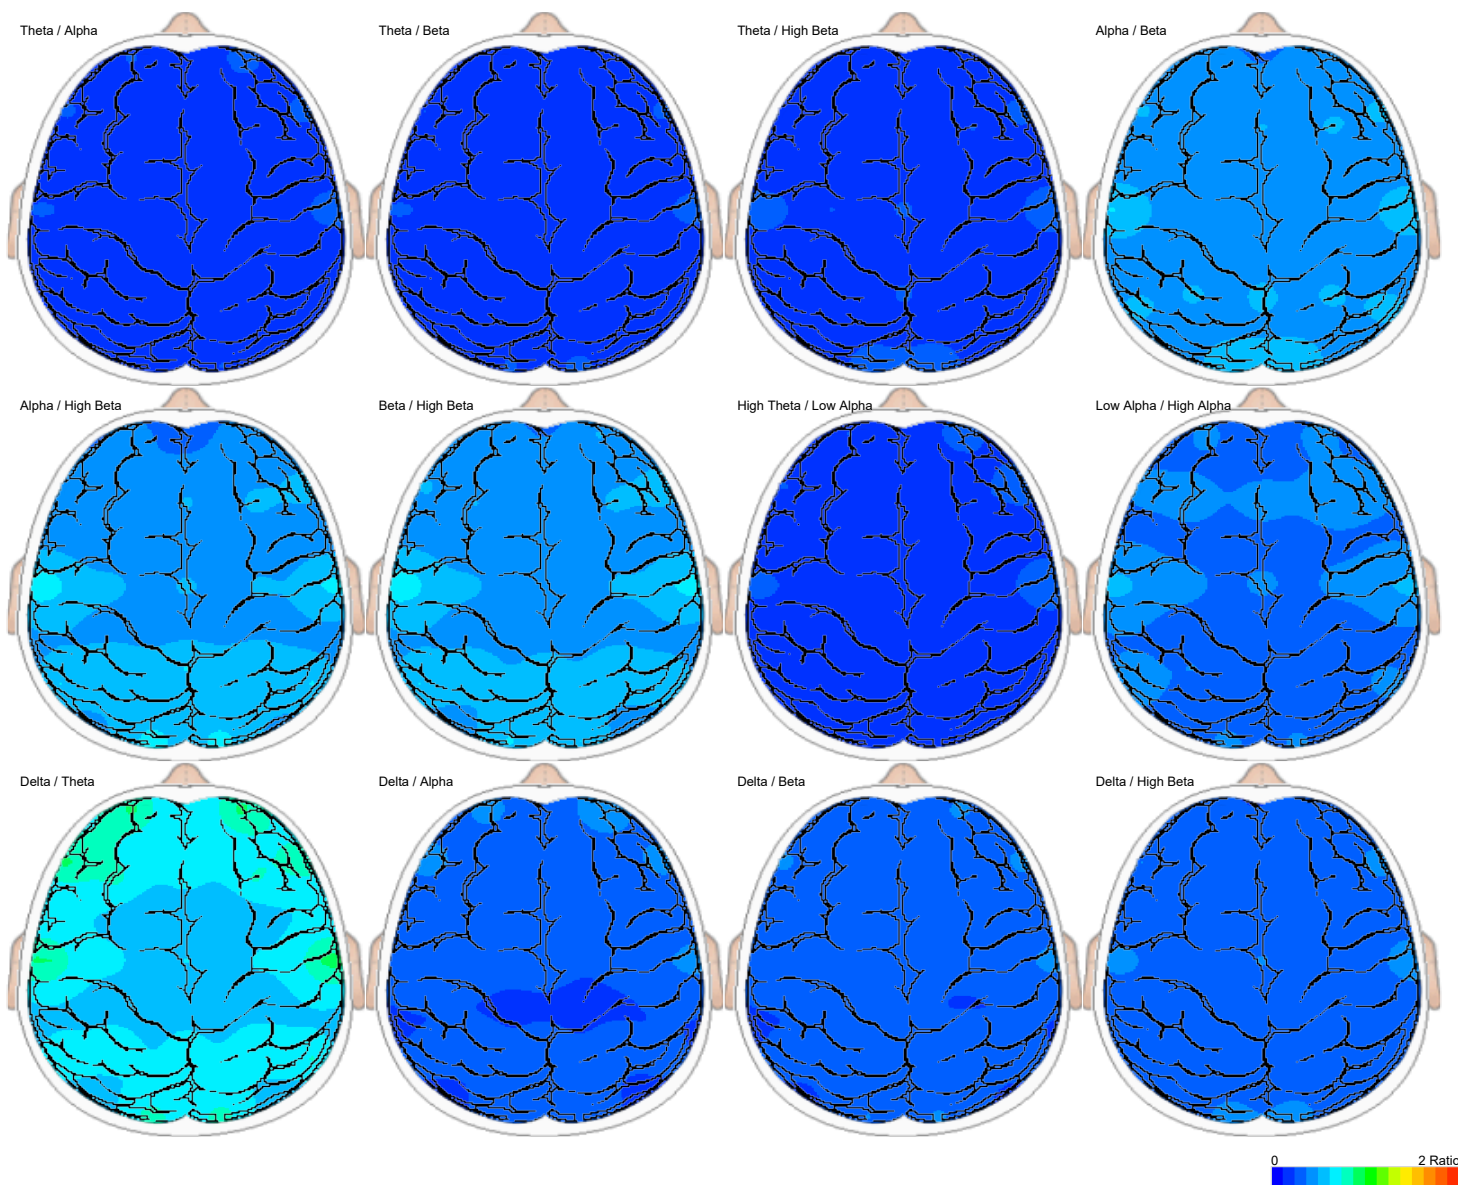 Theta / Alpha
Theta / Beta
Theta / High Beta
Alpha / Beta
Alpha / High Beta
Beta / High Beta
High Theta / Low Alpha
Low Alpha / High Alpha
Delta / Theta
Delta / Alpha
Delta / Beta
Delta / High Beta
0
2 Ratio